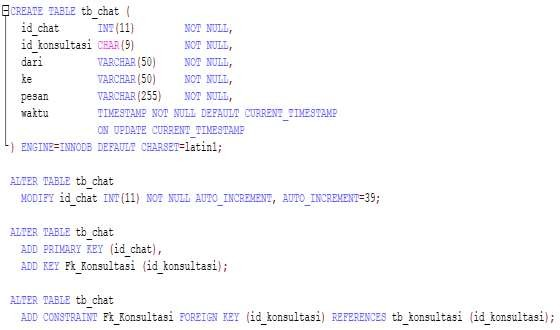 CREATE TABLE tb_chat (
id_chat INT(11) NOT NULL,
id_konsultasi CHAR(9) NOT NULL,
dari VARCHAR(50) NOT NULL,
ke VARCHAR(50) NOT NULL,
pesan VARCHAR(255) NOT NULL,
waktu TIMESTAMP NOT NULL DEFAULT CURRENT_TIMESTAMP
ON UPDATE CURRENT_TIMESTAMP
) ENGINE=INNODB DEFAULT CHARSET=latin1;
ALTER TABLE tb_chat
MODIFY id_chat INT(11) NOT NULL AUTO_INCREMENT, AUTO_INCREMENT=39;
ALTER TABLE tb_chat
ADD PRIMARY KEY (id_chat),
ADD KEY Fk_Konsultasi (id_konsultasi);
ALTER TABLE tb_chat
ADD CONSTRAINT Fk_Konsultasi FOREIGN KEY (id_konsultasi) REFERENCES tb_konsultasi (id_konsultasi);